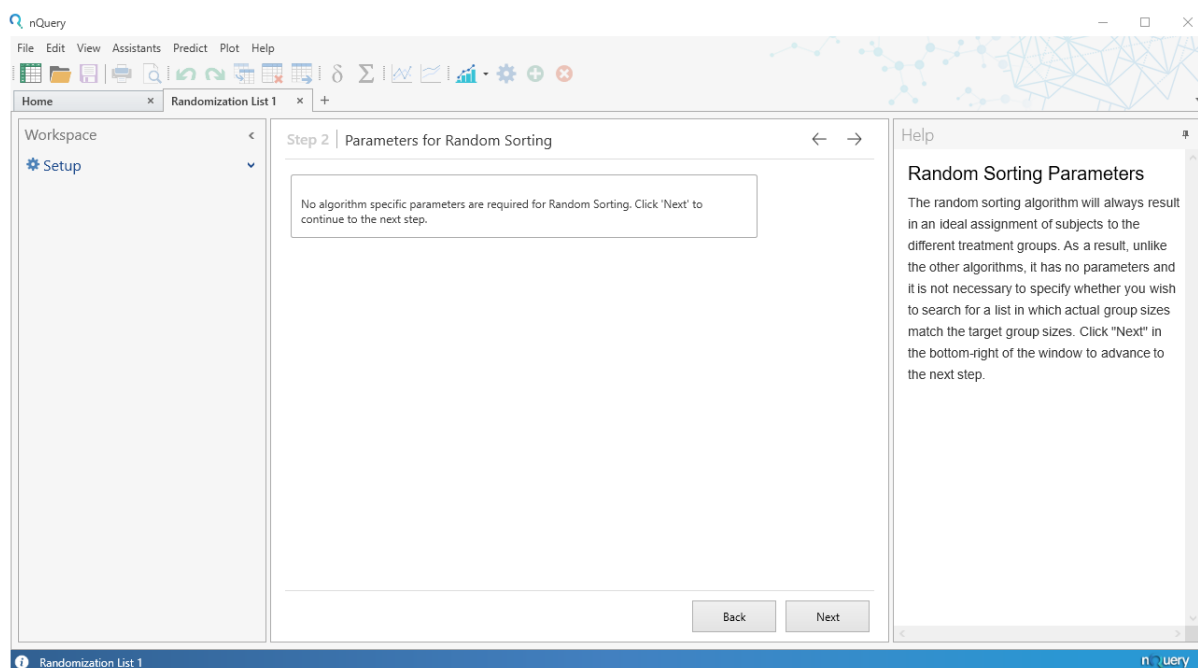 nQuery
File Edit View Assistants Predict Plot Help
Home
Randomization List 1
Workspace
Setup
Step 2 Parameters for Random Sorting
No algorithm specific parameters are required for Random Sorting. Click 'Next' to
continue to the next step.
Back
Next
Help
Random Sorting Parameters
The random sorting algorithm will always result
in an ideal assignment of subjects to the
different treatment groups. As a result, unlike
the other algorithms, it has no parameters and
it is not necessary to specify whether you wish
to search for a list in which actual group sizes
match the target group sizes. Click "Next" in
the bottom-right of the window to advance to
the next step.
Randomization List 1
nQuery